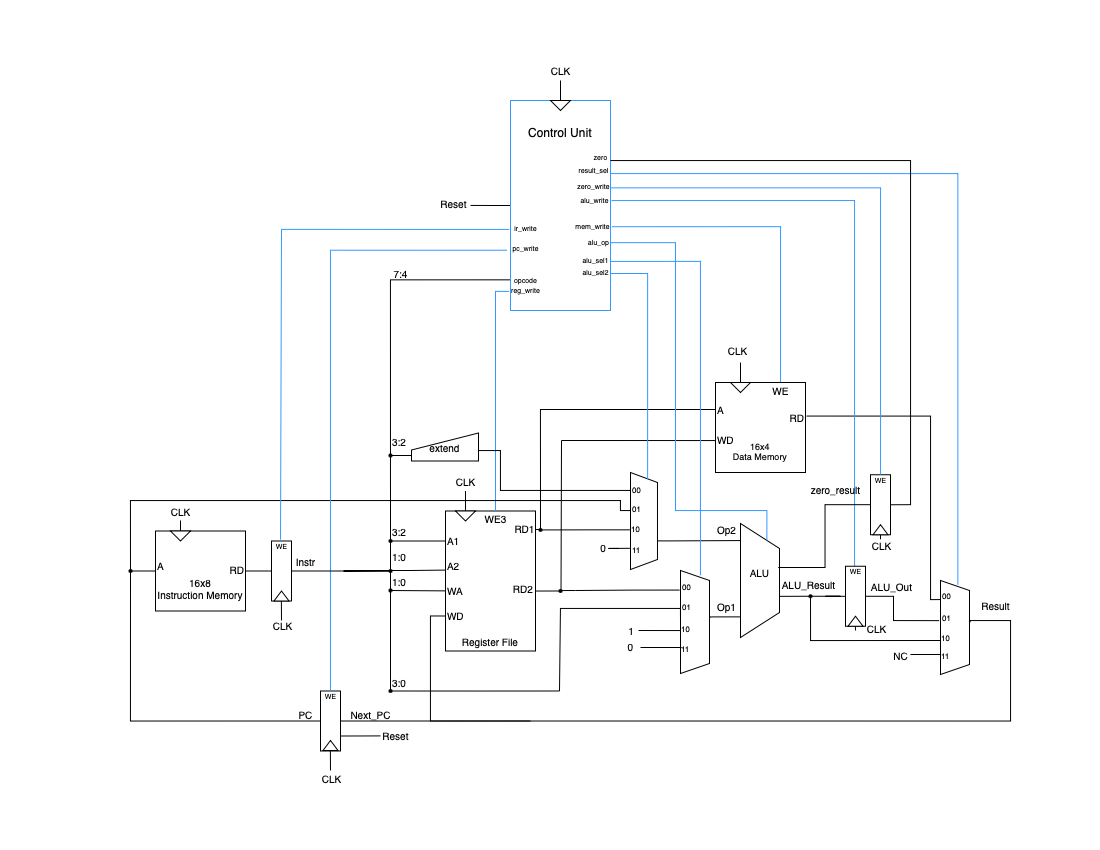 CLK
Control Unit
zero
result_sel
zero_write
alu_write
Reset
mem_write
ir_write
alu_op
pc_write
alu_sel1
7:4
alu_sel2
opcode
reg_write
CLK
WE
A
RD
3:2
WD
16x4
Data Memory
extend
CLK
WE
zero_result
00
01
CLK
WE3
RD1
10
Op2
0
11
CLK
3:2
A1
WE
CLK
1:0
A2
A
RD
Instr
WE
ALU
16x8
Instruction Memory
1:0
WA
RD2
00
ALU_Result
ALU_Out
00
01
Op1
Result
WD
CLK
01
CLK
1
10
10
Register File
0
11
NC
11
3:0
WE
PC
Next_PC
Reset
CLK